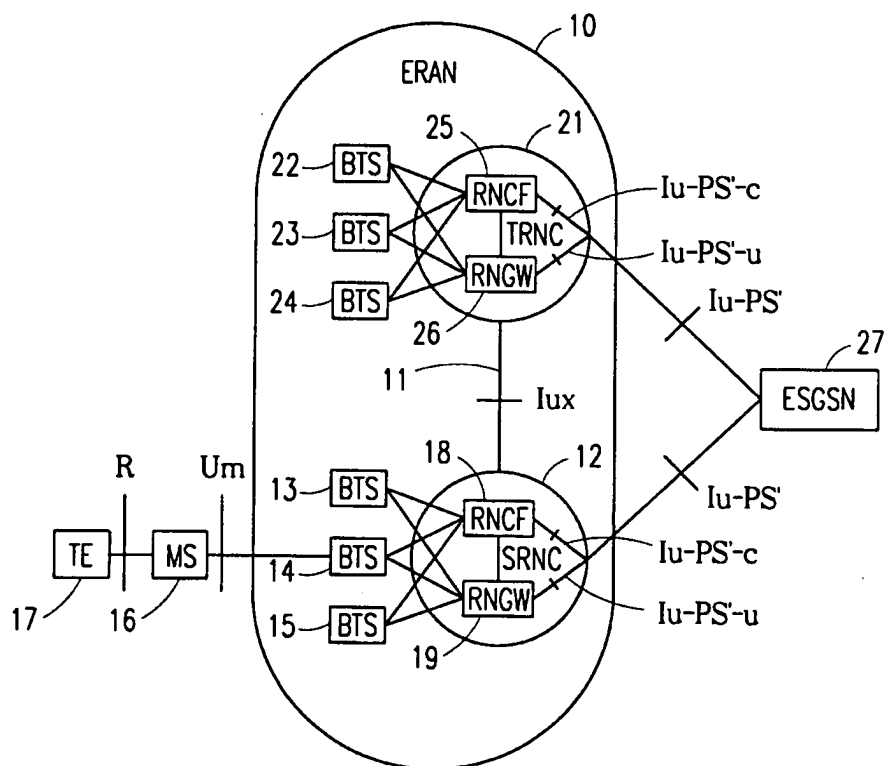 10
ERAN
25
21
22
BTS
RNCF
Iu-PS'-c
23
BTS
TRNC
Iu-PS'-u
24
BTS
RNGW
26
Iu-PS'
27
11
Iux
ESGSN
18
12
R
Um
13
BTS
RNCF
Iu-PS'
TE
MS
14
BTS
SRNC
Iu-PS'-c
17
16
15
BTS
RNGW
Iu-PS'-u
19